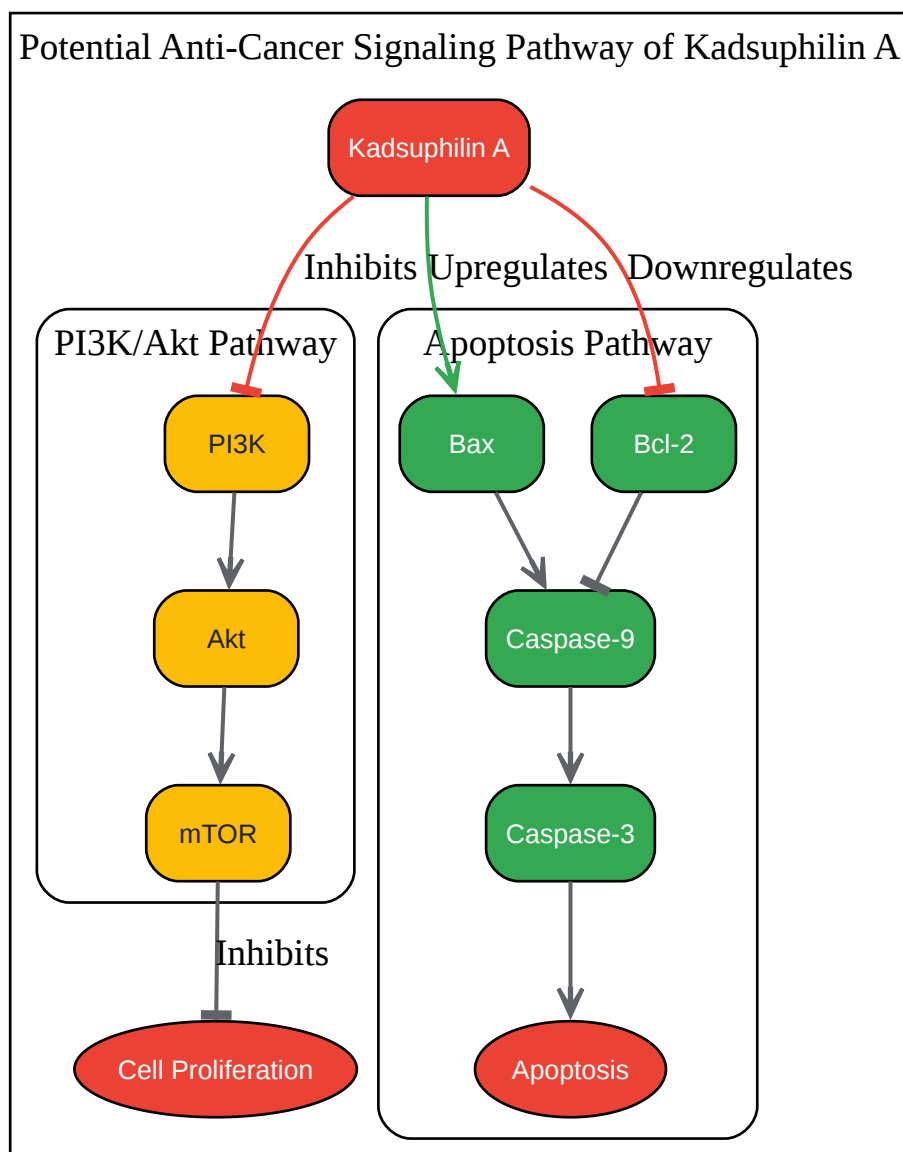 Potential Anti-Cancer Signaling Pathway of Kadsuphilin A
Kadsuphilin A
Inhibits
Upregulates
Downregulates
PI3K/Akt Pathway
Apoptosis Pathway
PI3K
Bax
Bcl-2
Akt
Caspase-9
mTOR
Caspase-3
Inhibits
Cell Proliferation
Apoptosis